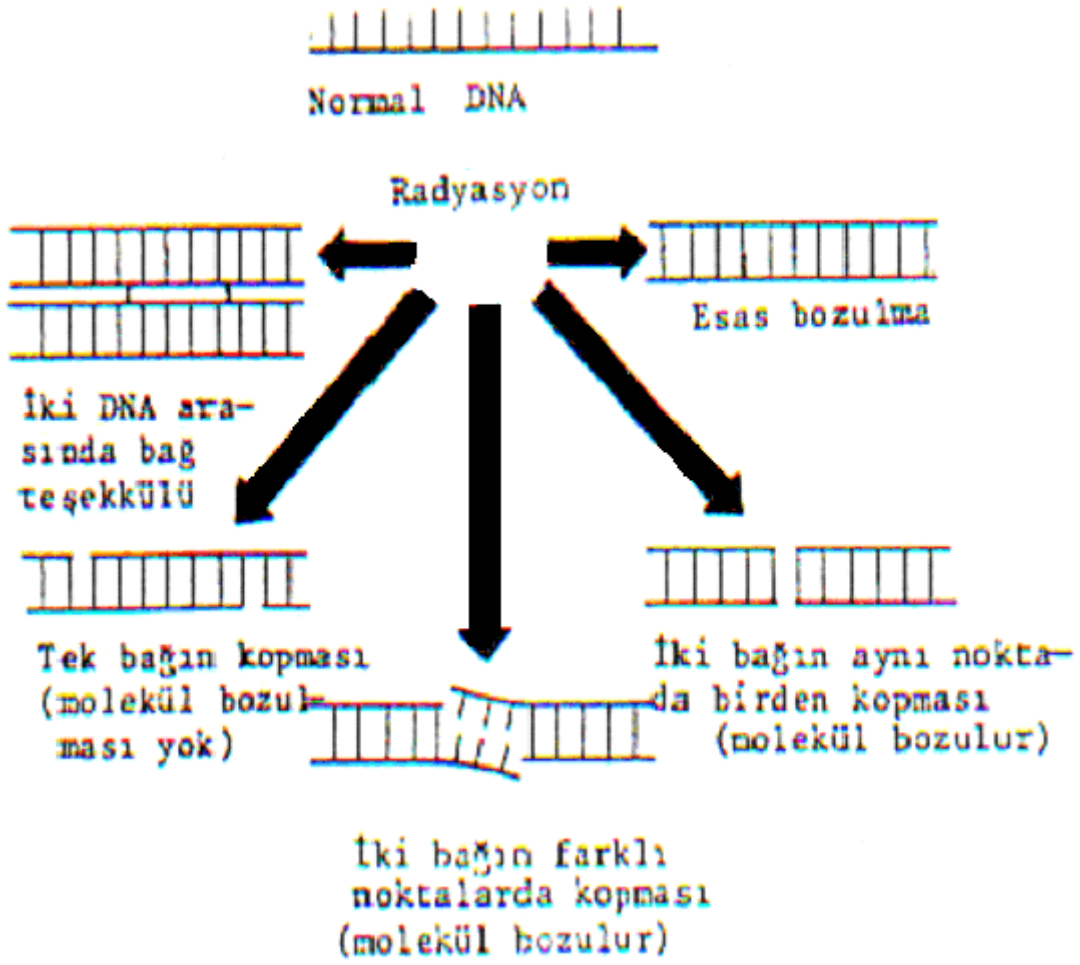 Normal DNA
Radyasyon
Esas bozulma
İki DNA ara-
sında bağ
teşekkülü
Tek bağın kopması
(molekül bozul-
ması yok)
İki bağın aynı nokta-
da birden kopması
(molekül bozulur)
İki bağın farklı
noktalarda kopması
(molekül bozulur)